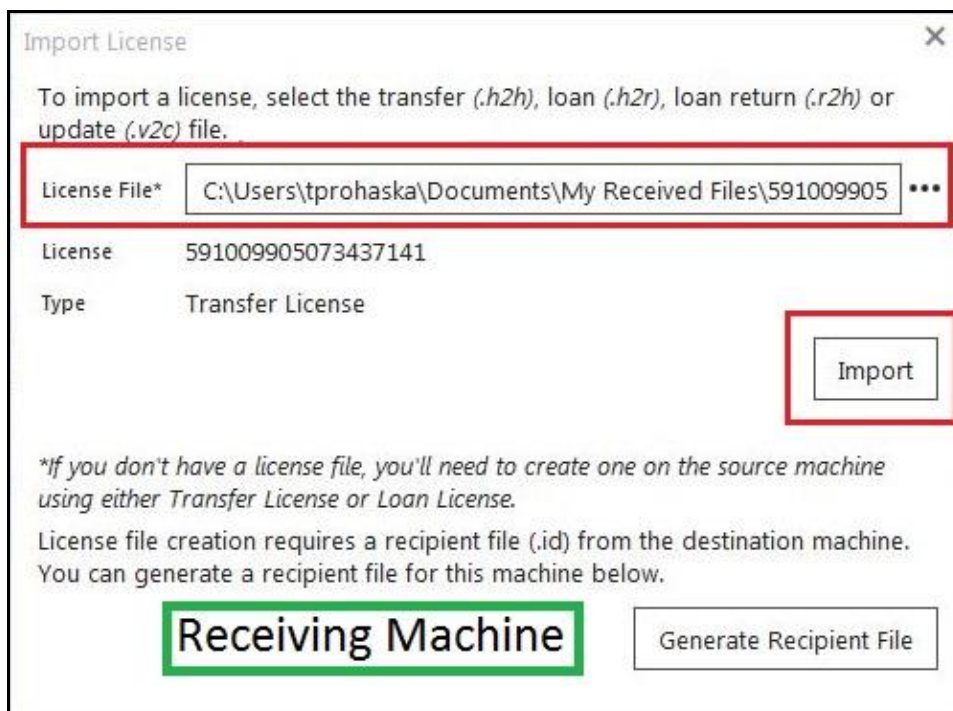 Import License
To import a license, select the transfer (.h2h), loan (.h2r), loan return (.r2h) or
update (.v2c) file.
License File* C:\Users\tprohaska\Documents\My Received Files\591009905 •••
License 591009905073437141
Type Transfer License
Import
*If you don't have a license file, you'll need to create one on the source machine
using either Transfer License or Loan License.
License file creation requires a recipient file (.id) from the destination machine.
You can generate a recipient file for this machine below.
Receiving Machine Generate Recipient File